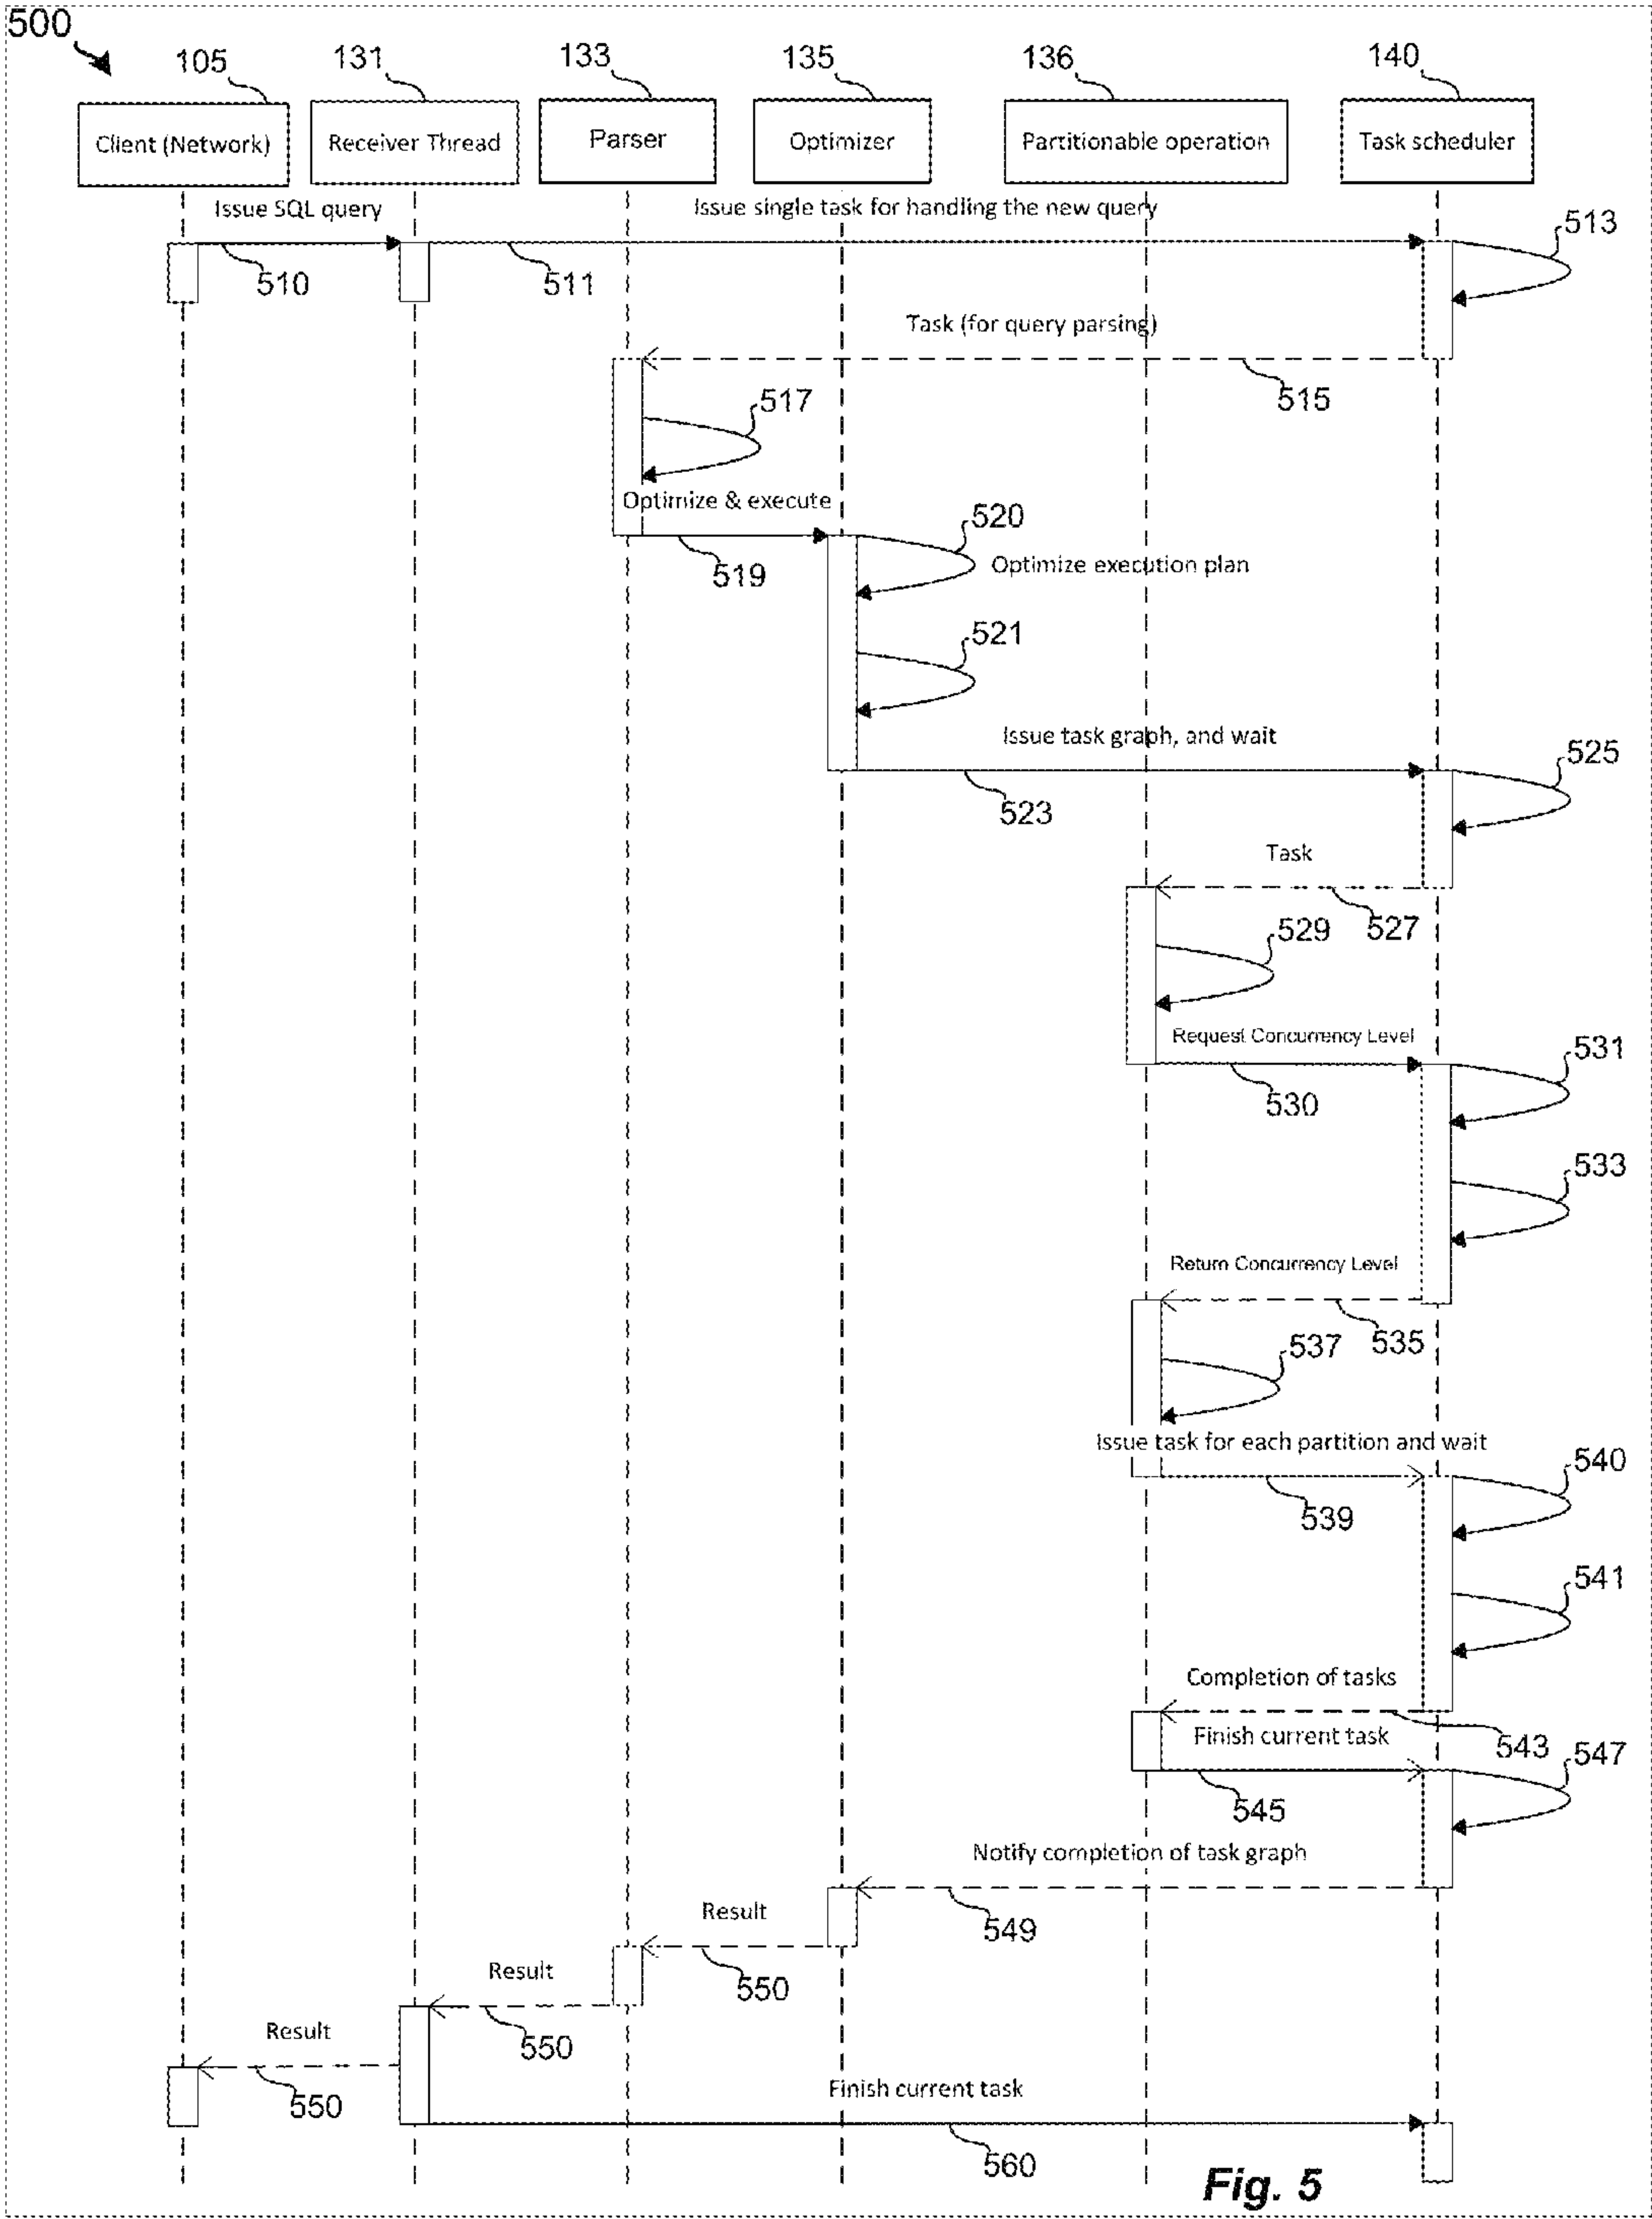 500
105
131
133
135
136
140
Client (Network)
Receiver Thread
Parser
Optimizer
Partitionable operation
Task scheduler
Issue SQL query
Issue single task for handling the new query
513
510
511
Task (for query parsing)
515
517
Optimize & execute
520
519
Optimize execution plan
521
Issue task graph, and wait
525
523
Task
527
529
Request Concurrency Level
531
530
533
Return Concurrency Level
535
537
Issue task for each partition and wait
540
539
541
Completion of tasks
543
Finish current task
547
545
Notify completion of task graph
549
Result
550
Result
550
Result
550
Finish current task
560
Fig. 5